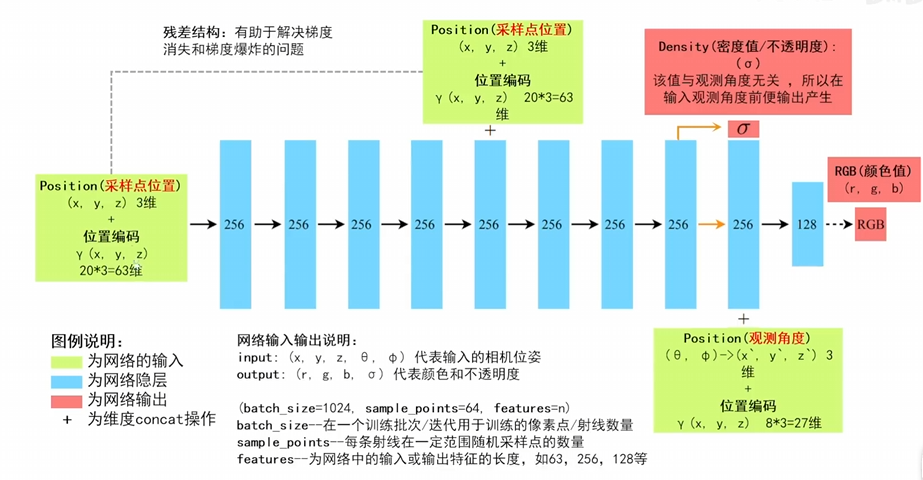 残差结构：有助于解决梯度
消失和梯度爆炸的问题
Position(采样点位置)
(x, y, z) 3维
+
位置编码
γ(x, y, z) 20*3=63
维
+
Density(密度值/不透明度):
(σ)
该值与观测角度无关，所以在
输入观测角度前便输出产生
σ
Position(采样点位置)
(x, y, z) 3维
+
位置编码
γ(x, y, z)
20*3=63维
256
256
256
256
256
256
256
256
256
128
RGB(颜色值)
(r, g, b)
RGB
+
Position(观测角度)
(θ, φ)->(x`, y`, z`) 3
维
+
位置编码
γ(x, y, z) 8*3=27维
图例说明:
为网络的输入
为网络隐层
为网络输出
+ 为维度concat操作
网络输入输出说明:
input: (x, y, z, θ, φ) 代表输入的相机位姿
output: (r, g, b, σ) 代表颜色和不透明度
(batch_size=1024, sample_points=64, features=n)
batch_size--在一个训练批次/迭代用于训练的像素点/射线数量
sample_points--每条射线在一定范围随机采样点的数量
features--为网络中的输入或输出特征的长度，如63, 256, 128等